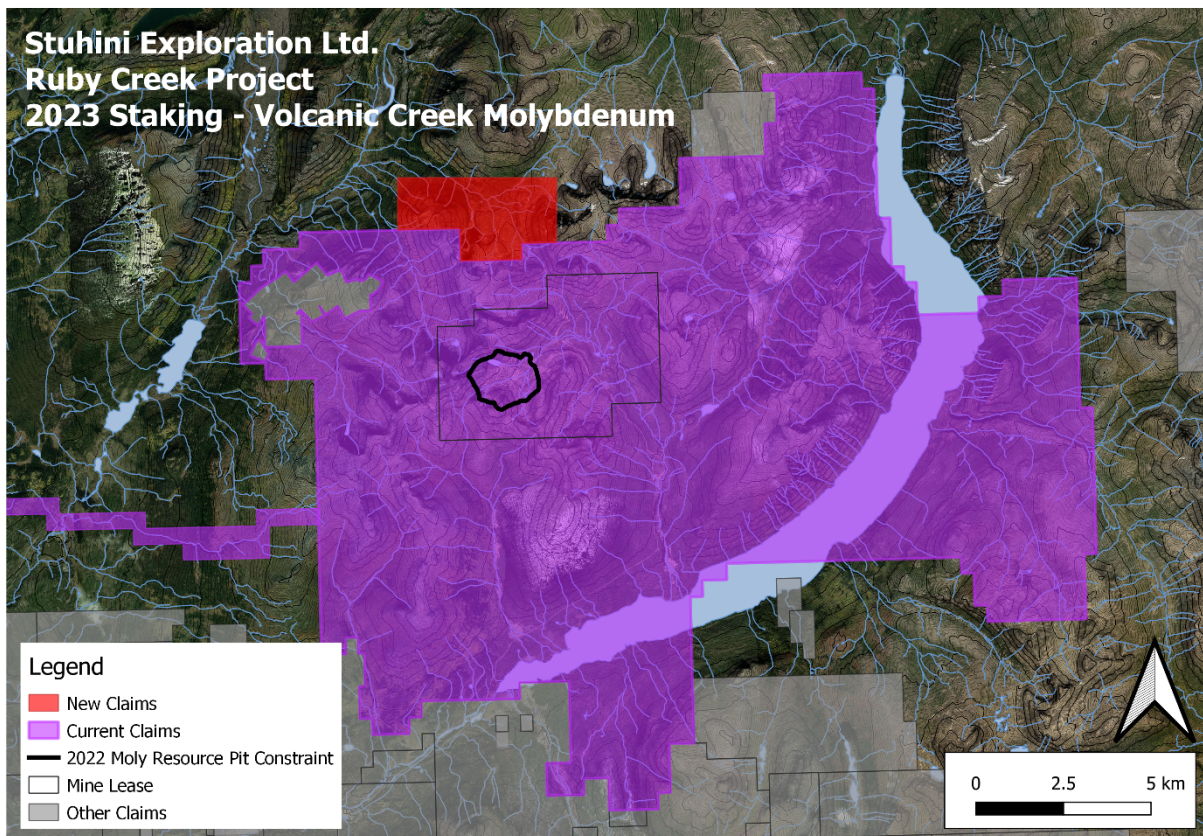 Stuhini Exploration Ltd.
Ruby Creek Project
2023 Staking - Volcanic Creek Molybdenum
Legend
New Claims
Current Claims
2022 Moly Resource Pit Constraint
Mine Lease
Other Claims
0 2.5 5 km